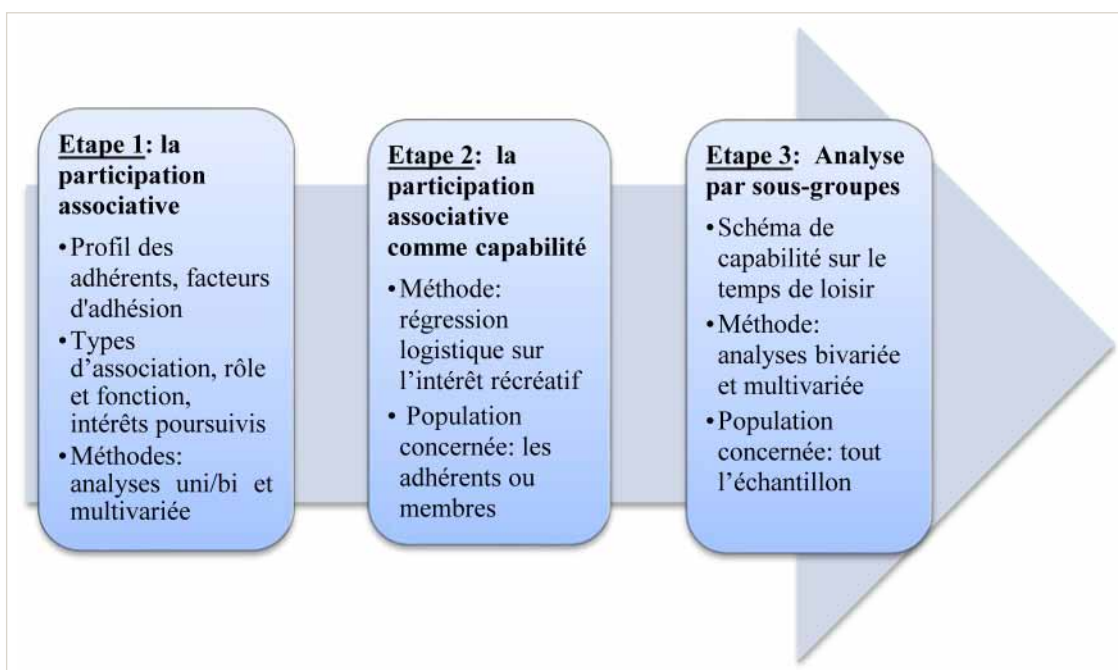 Etape 1: la
participation
associative
•Profil des
adhérents, facteurs
d'adhésion
•Types
d’association, rôle
et fonction,
intérêts poursuivis
•Méthodes:
analyses uni/bi et
multivariée
Etape 2: la
participation
associative
comme capabilité
•Méthode:
régression
logistique sur
l’intérêt récréatif
• Population
concernée: les
adhérents ou
membres
Etape 3: Analyse
par sous-groupes
•Schéma de
capabilité sur le
temps de loisir
•Méthode:
analyses bivariée
et multivariée
•Population
concernée: tout
l’échantillon